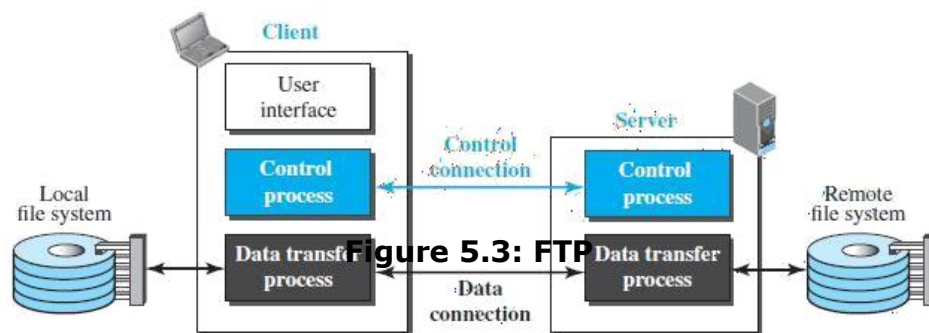 Client
User
interface
Server
Control
connection
Control
process
Control
process
Local
file system
Remote
file system
Data transfer
process
Figure 5.3: FTP
Data transfer
process
Data
connection